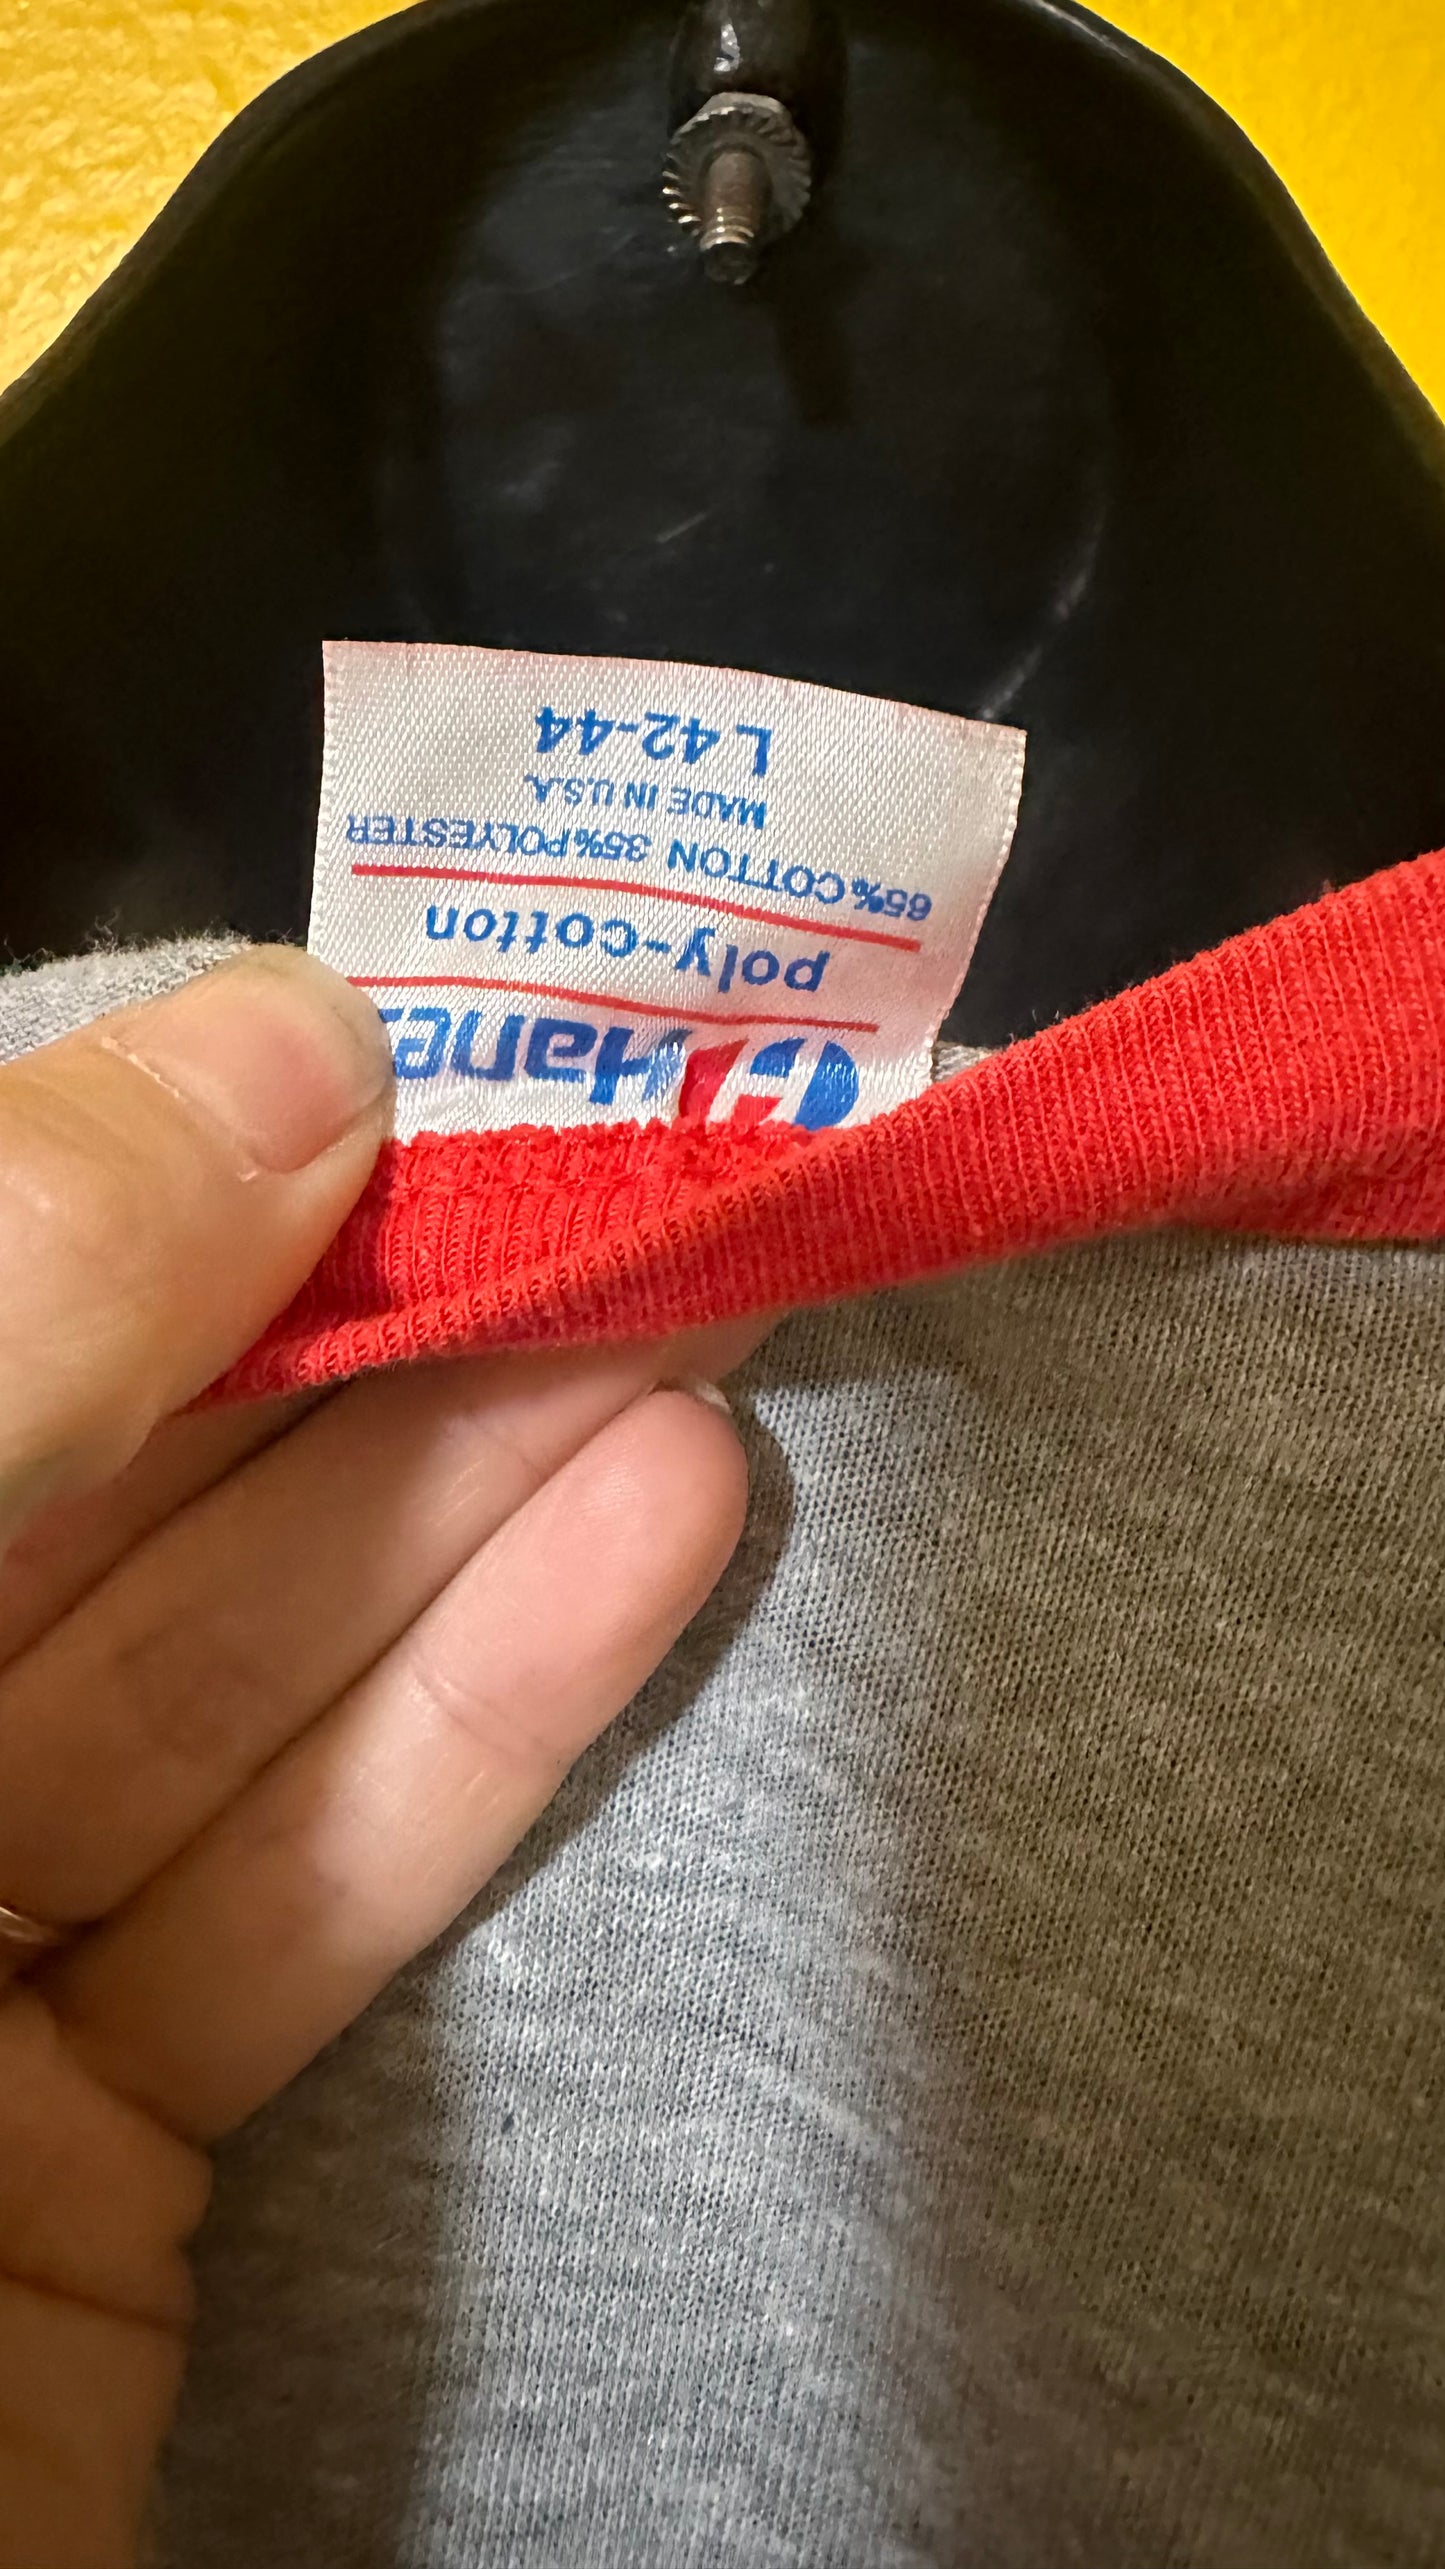 Hanes
poly-cotton
65% COTTON 35% POLYESTER
MADE IN U.S.A.
L 42-44